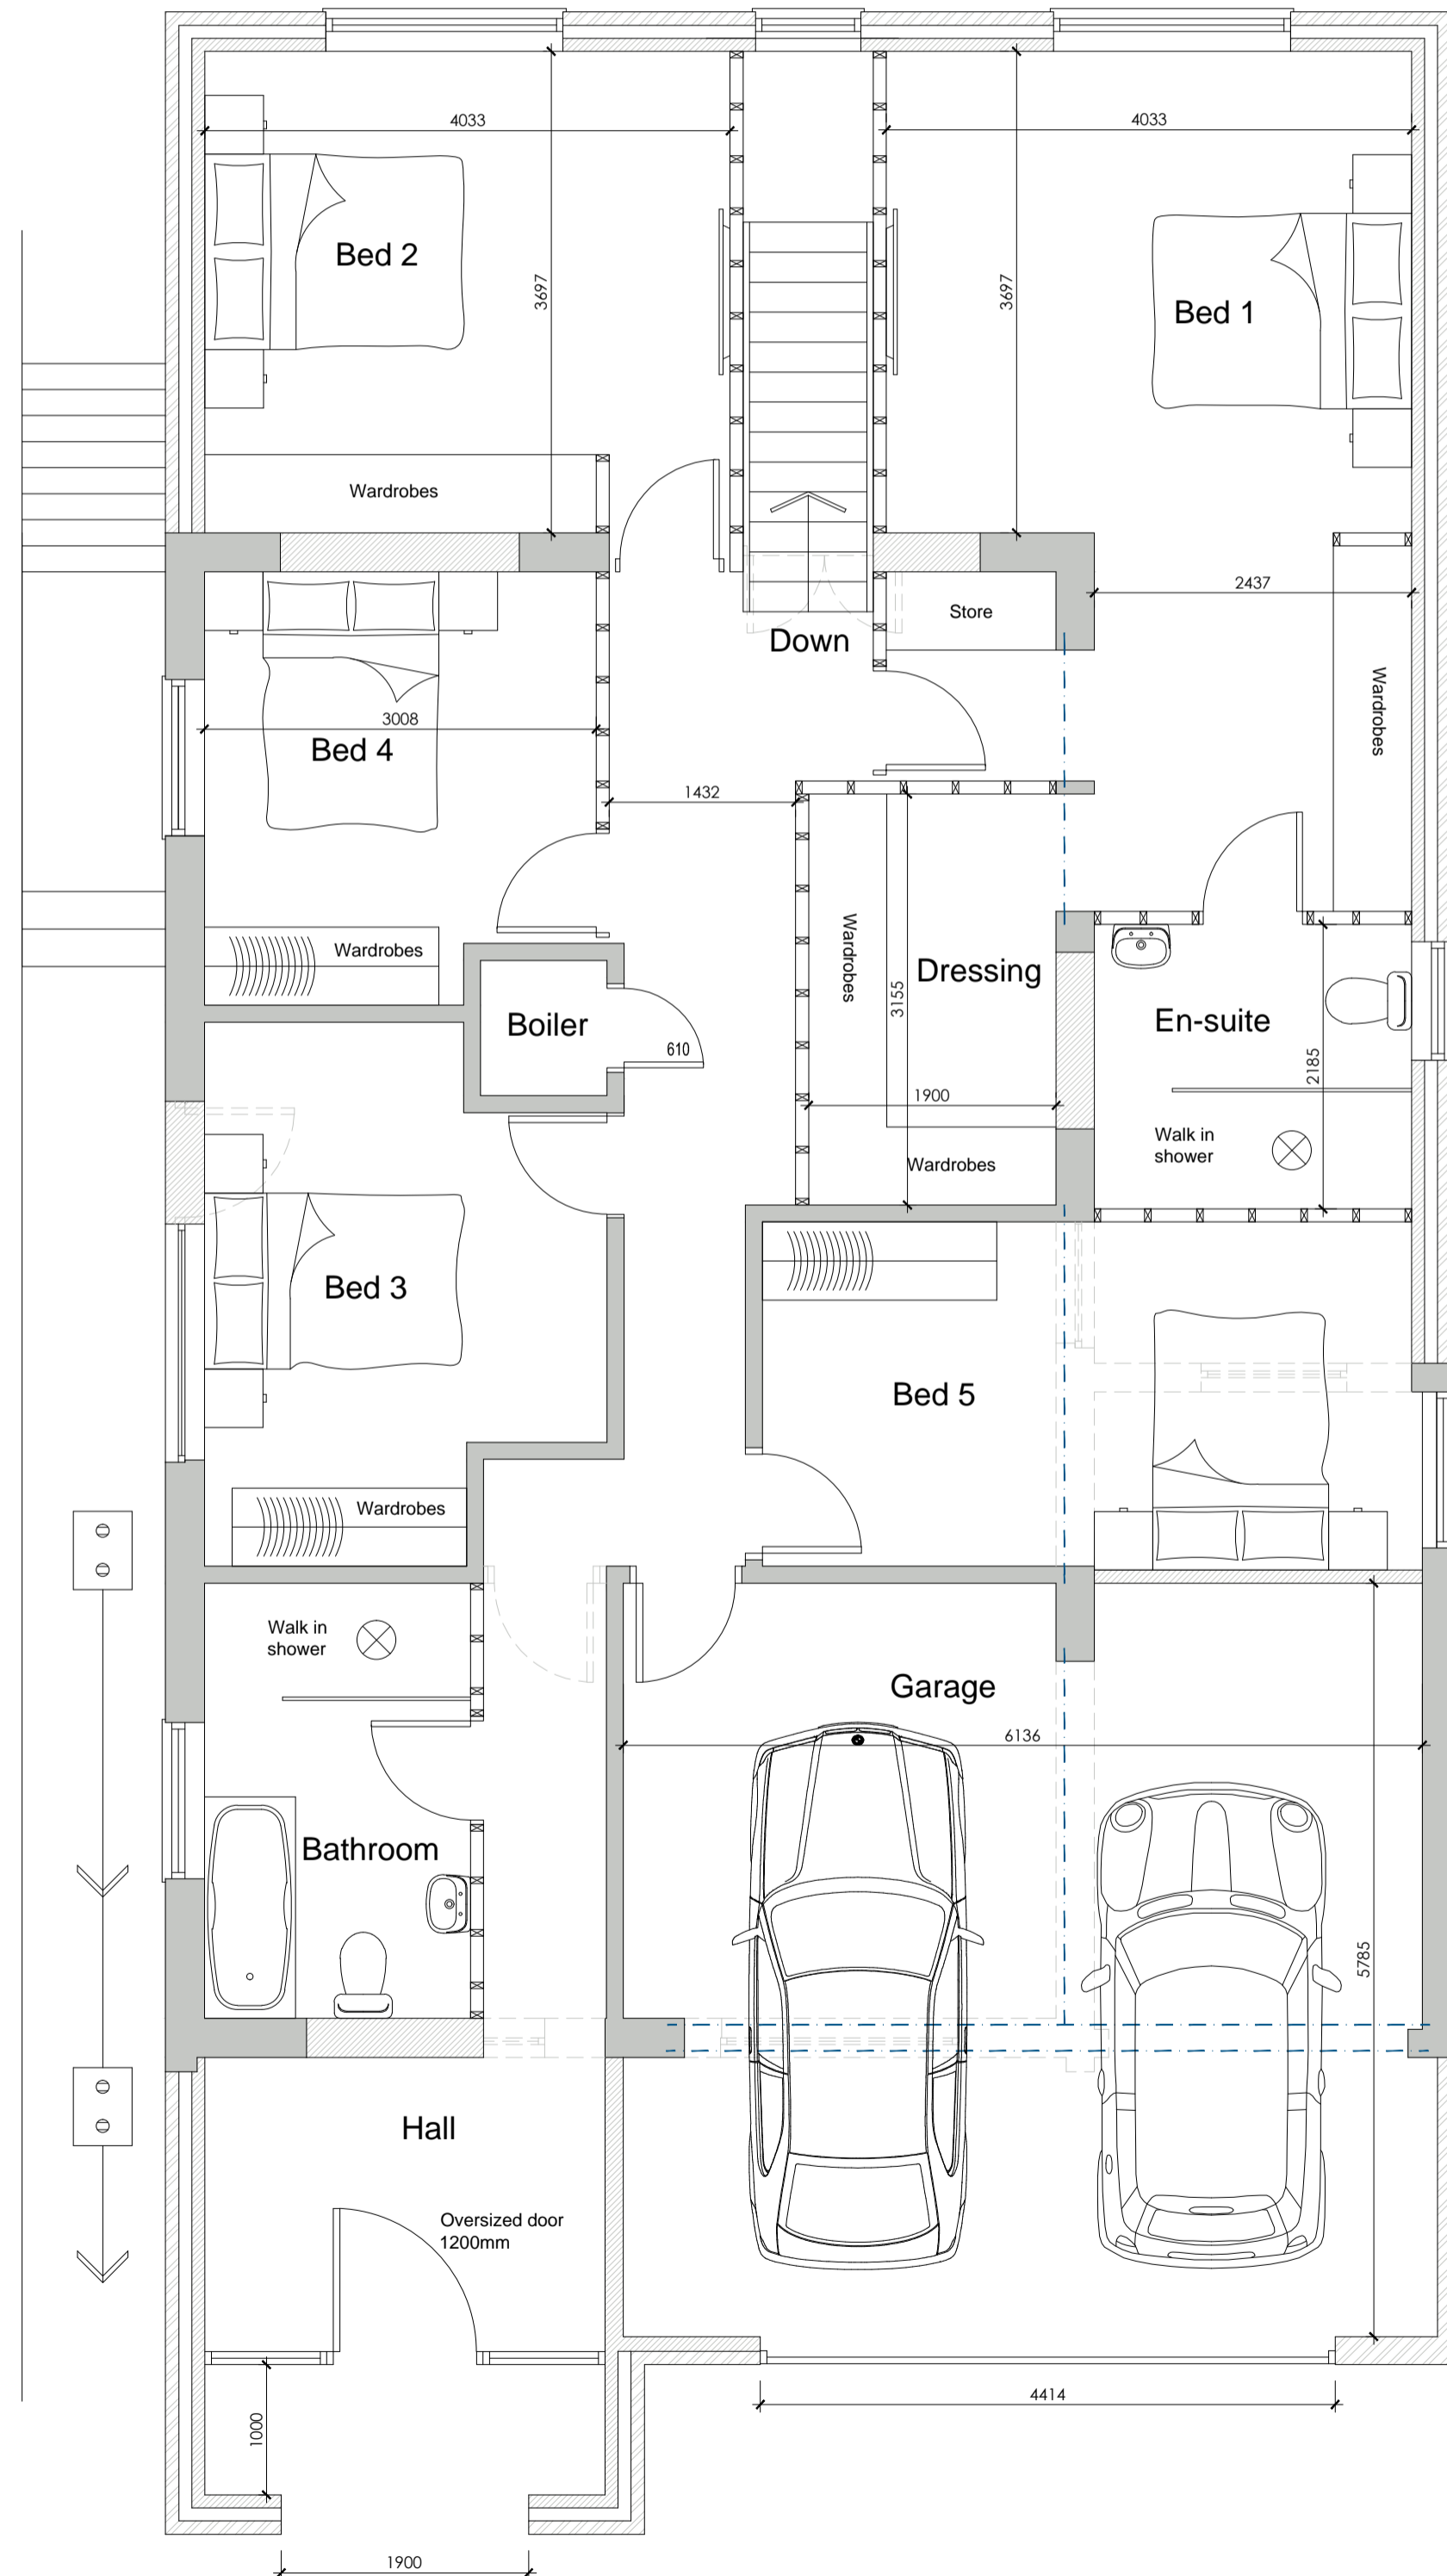 4033
4033
Bed 2
3697
3697
Bed 1
Wardrobes
2437
Store
Down
Wardrobes
3008
Bed 4
1432
Wardrobes
Wardrobes
Dressing
3155
En-suite
Boiler
610
2185
1900
Walk in
shower
Wardrobes
Bed 3
Bed 5
Wardrobes
Walk in
shower
Garage
6136
Bathroom
5785
Hall
Oversized door
1200mm
4414
1000
1900